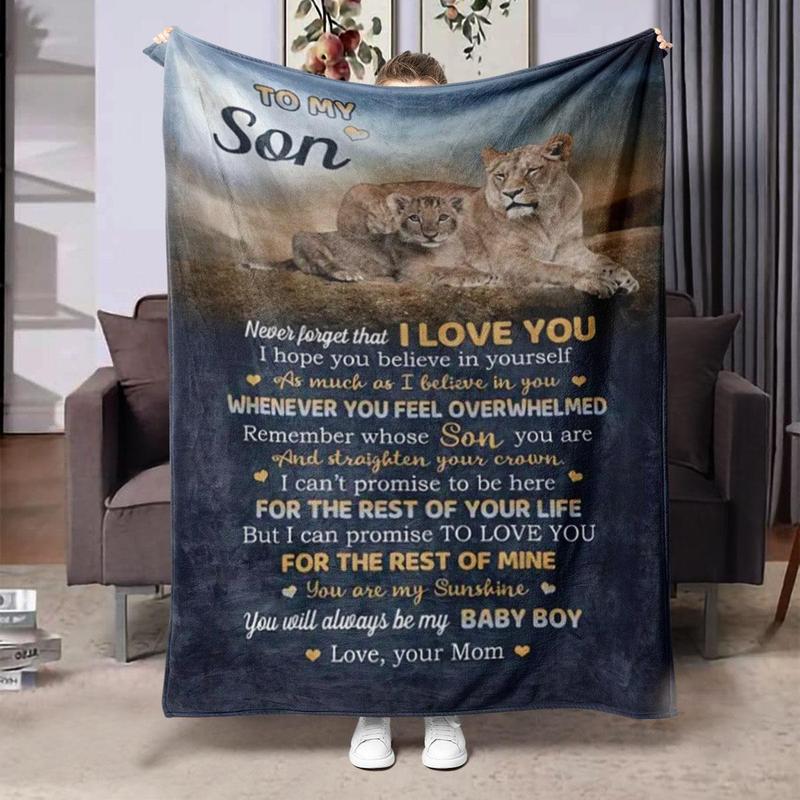 TO MY
Son
Never forget that I LOVE YOU
I hope you believe in yourself
As much as I believe in you
WHENEVER YOU FEEL OVERWHELMED
Remember whose Son you are
And straighten your crown.
I can't promise to be here
FOR THE REST OF YOUR LIFE
But I can promise TO LOVE YOU
FOR THE REST OF MINE
You are my Sunshine
You will always be my BABY BOY
Love, your Mom